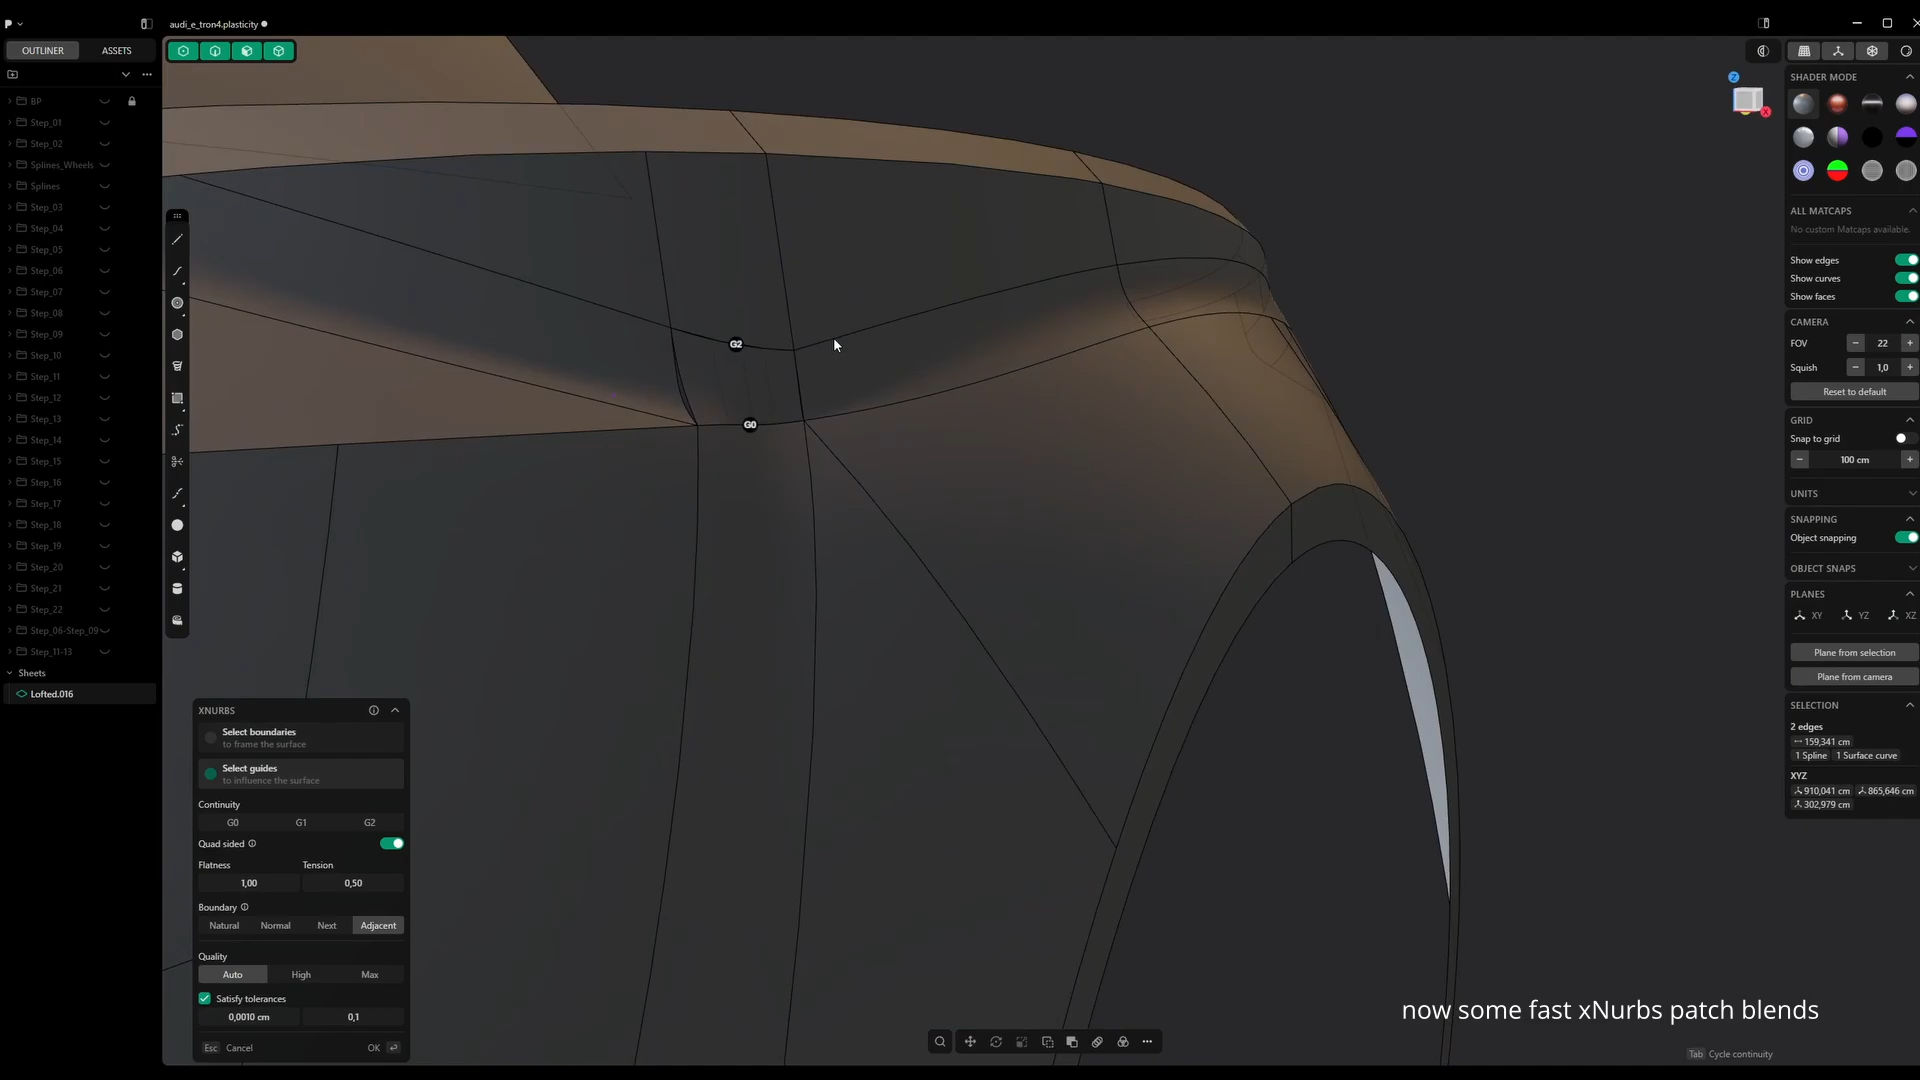 audi_e_tron4.plasticity
OUTLINER
ASSETS
BP
Step_01
Step_02
Splines_Wheels
Splines
Step_03
Step_04
Step_05
Step_06
Step_07
Step_08
Step_09
Step_10
Step_11
Step_12
Step_13
Step_14
Step_15
Step_16
Step_17
Step_18
Step_19
Step_20
Step_21
Step_22
Step_06-Step_09
Step_11-13
Sheets
Lofted.016
G2
G0
XNURBS
Select boundaries
to frame the surface
Select guides
to influence the surface
Continuity
G0 G1 G2
Quad sided
Flatness Tension
1,00 0,50
Boundary
Natural Normal Next Adjacent
Quality
Auto High Max
Satisfy tolerances
0,0010 cm 0,1
Esc Cancel OK
Z
X
SHADER MODE
ALL MATCAPS
No custom Matcaps available.
Show edges
Show curves
Show faces
CAMERA
FOV 22
Squish 1,0
Reset to default
GRID
Snap to grid
100 cm
UNITS
SNAPPING
Object snapping
OBJECT SNAPS
PLANES
XY YZ XZ
Plane from selection
Plane from camera
SELECTION
2 edges
159,341 cm
1 Spline 1 Surface curve
XYZ
910,041 cm 865,646 cm
302,979 cm
now some fast xNurbs patch blends
Tab Cycle continuity